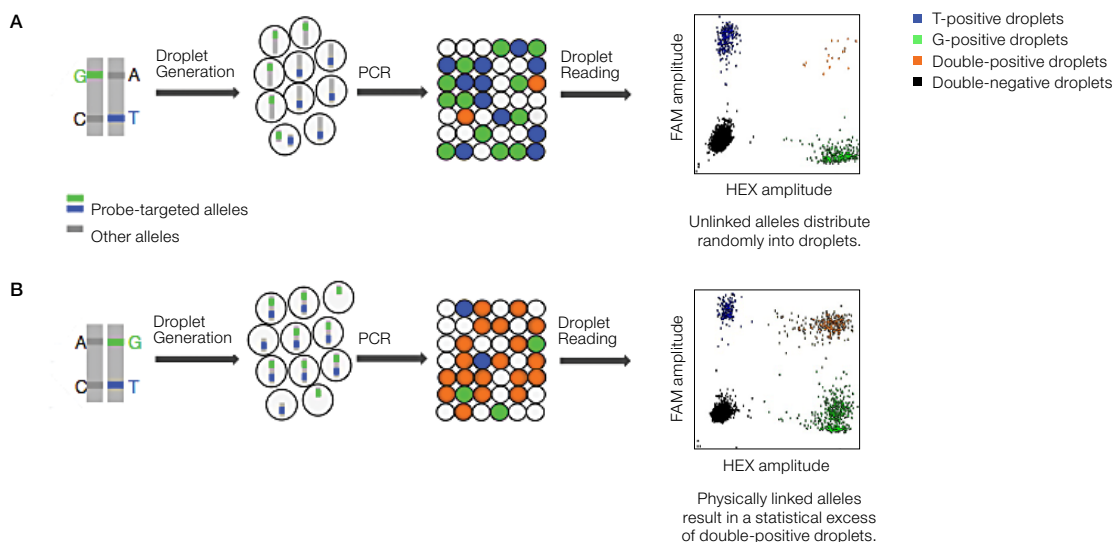 A
G
A
C
T
Droplet
Generation
PCR
Droplet
Reading
FAM amplitude
HEX amplitude
T-positive droplets
G-positive droplets
Double-positive droplets
Double-negative droplets
Unlinked alleles distribute
randomly into droplets.
Probe-targeted alleles
Other alleles
B
A
G
C
T
Droplet
Generation
PCR
Droplet
Reading
FAM amplitude
HEX amplitude
Physically linked alleles
result in a statistical excess
of double-positive droplets.